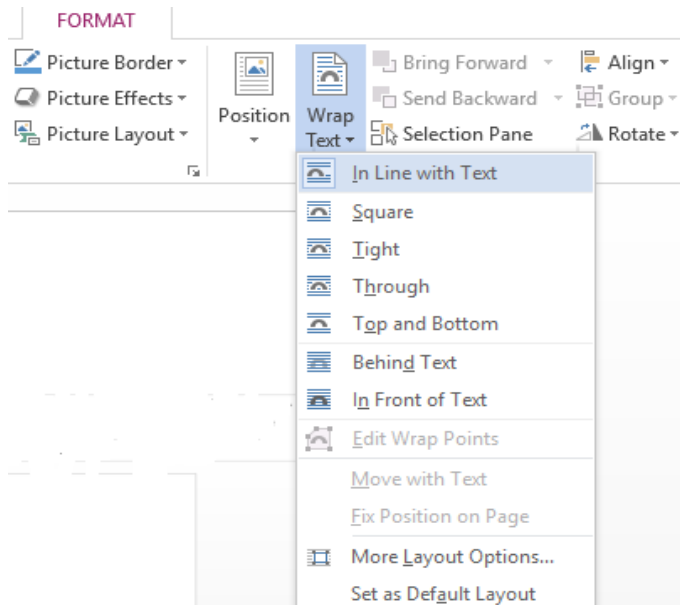 FORMAT
Picture Border
Picture Effects
Picture Layout
Position
Wrap
Text
Bring Forward
Send Backward
Selection Pane
Align
Group
Rotate
In Line with Text
Square
Tight
Through
Top and Bottom
Behind Text
In Front of Text
Edit Wrap Points
Move with Text
Fix Position on Page
More Layout Options...
Set as Default Layout